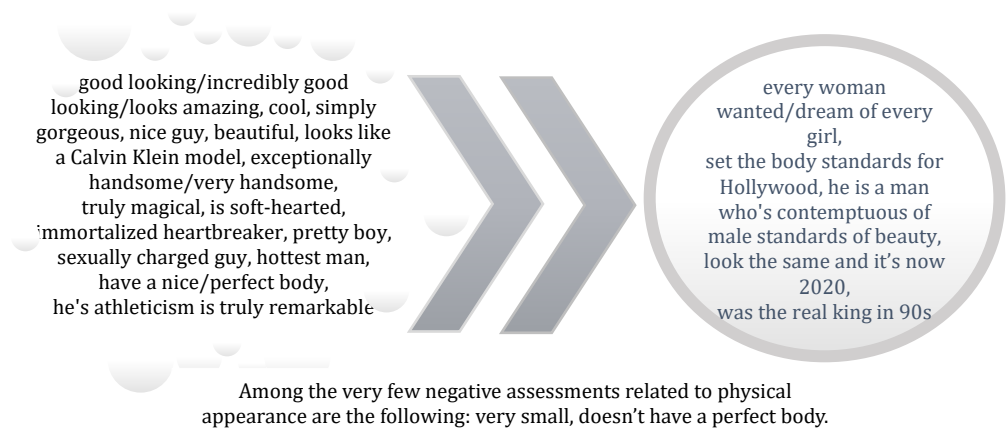 good looking/incredibly good
looking/looks amazing, cool, simply
gorgeous, nice guy, beautiful, looks like
a Calvin Klein model, exceptionally
handsome/very handsome,
truly magical, is soft-hearted,
immortalized heartbreaker, pretty boy,
sexually charged guy, hottest man,
have a nice/perfect body,
he's athleticism is truly remarkable
every woman
wanted/dream of every
girl,
set the body standards for
Hollywood, he is a man
who's contemptuous of
male standards of beauty,
look the same and it’s now
2020,
was the real king in 90s
Among the very few negative assessments related to physical
appearance are the following: very small, doesn’t have a perfect body.